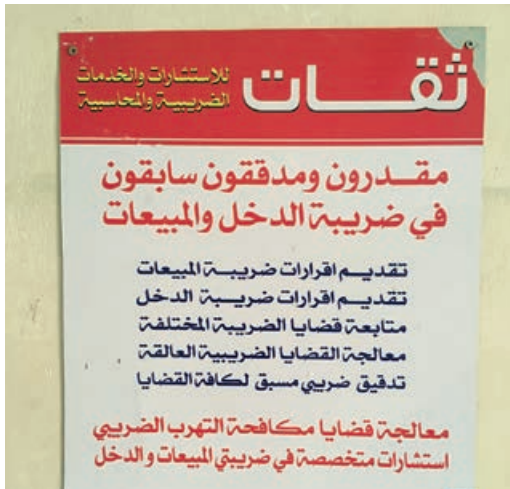 ثقات
للاستشارات والخدمات
الضريبية والمحاسبية
مقدرون ومدققون سابقون
في ضريبة الدخل والمبيعات
تقديم اقرارات ضريبة المبيعات
تقديم اقرارات ضريبة الدخل
متابعة قضايا الضريبة المختلفة
معالجة القضايا الضريبية العالقة
تدقيق ضريبي مسبق لكافة القضايا
معالجة قضايا مكافحة التهرب الضريبي
استشارات متخصصة في ضريبتي المبيعات والدخل